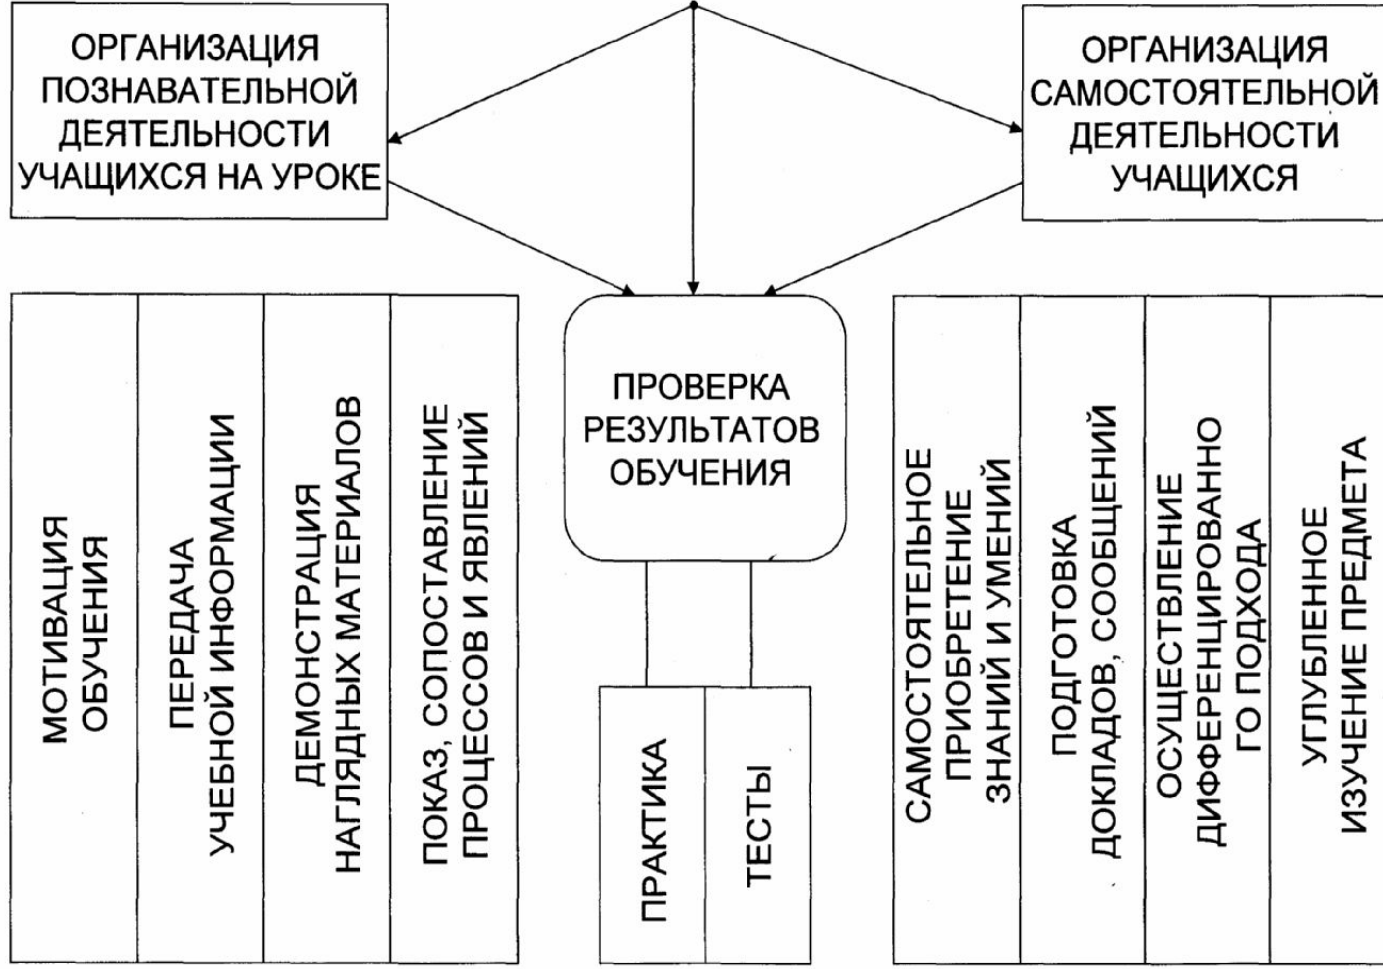 ОРГАНИЗАЦИЯ
ПОЗНАВАТЕЛЬНОЙ
ДЕЯТЕЛЬНОСТИ
УЧАЩИХСЯ НА УРОКЕ
ОРГАНИЗАЦИЯ
САМОСТОЯТЕЛЬНОЙ
ДЕЯТЕЛЬНОСТИ
УЧАЩИХСЯ
МОТИВАЦИЯ
ОБУЧЕНИЯ
ПЕРЕДАЧА
УЧЕБНОЙ ИНФОРМАЦИИ
ДЕМОНСТРАЦИЯ
НАГЛЯДНЫХ МАТЕРИАЛОВ
ПОКАЗ, СОПОСТАВЛЕНИЕ
ПРОЦЕССОВ И ЯВЛЕНИЙ
ПРОВЕРКА
РЕЗУЛЬТАТОВ
ОБУЧЕНИЯ
ПРАКТИКА
ТЕСТЫ
САМОСТОЯТЕЛЬНОЕ
ПРИОБРЕТЕНИЕ
ЗНАНИЙ И УМЕНИЙ
ПОДГОТОВКА
ДОКЛАДОВ, СООБЩЕНИЙ
ОСУЩЕСТВЛЕНИЕ
ДИФФЕРЕНЦИРОВАННО
ГО ПОДХОДА
УГЛУБЛЕННОЕ
ИЗУЧЕНИЕ ПРЕДМЕТА